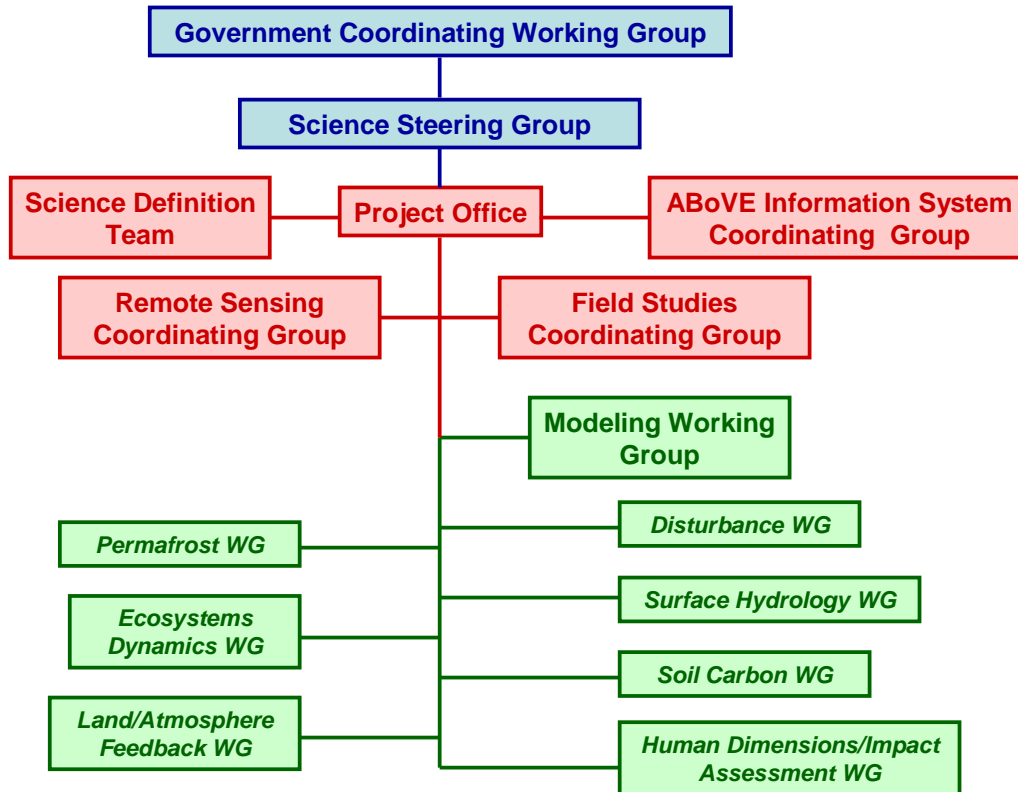 Government Coordinating Working Group
Science Steering Group
Science Definition
Team
Project Office
ABoVE Information System
Coordinating Group
Remote Sensing
Coordinating Group
Field Studies
Coordinating Group
Modeling Working
Group
Permafrost WG
Disturbance WG
Ecosystems
Dynamics WG
Surface Hydrology WG
Land/Atmosphere
Feedback WG
Soil Carbon WG
Human Dimensions/Impact
Assessment WG